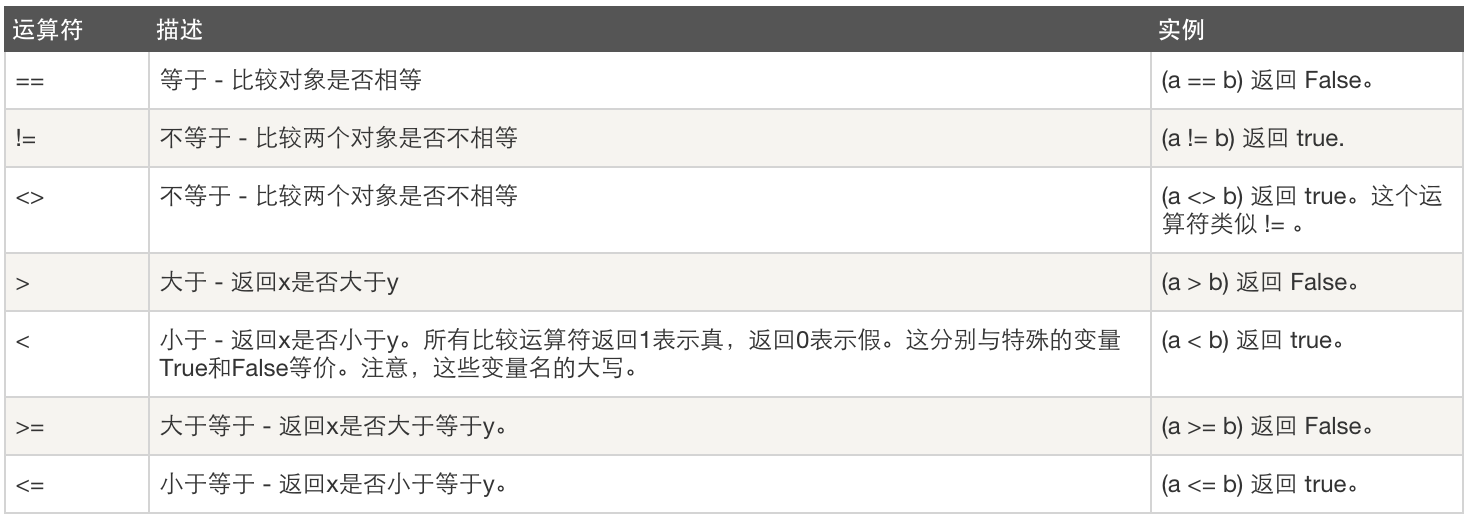 运算符 描述 实例
== 等于 - 比较对象是否相等 (a == b) 返回 False。
!= 不等于 - 比较两个对象是否不相等 (a != b) 返回 true.
<> 不等于 - 比较两个对象是否不相等 (a <> b) 返回 true。这个运
算符类似 != 。
> 大于 - 返回x是否大于y (a > b) 返回 False。
< 小于 - 返回x是否小于y。所有比较运算符返回1表示真，返回0表示假。这分别与特殊的变量 (a < b) 返回 true。
True和False等价。注意，这些变量名的大写。
>= 大于等于 - 返回x是否大于等于y。 (a >= b) 返回 False。
<= 小于等于 - 返回x是否小于等于y。 (a <= b) 返回 true。